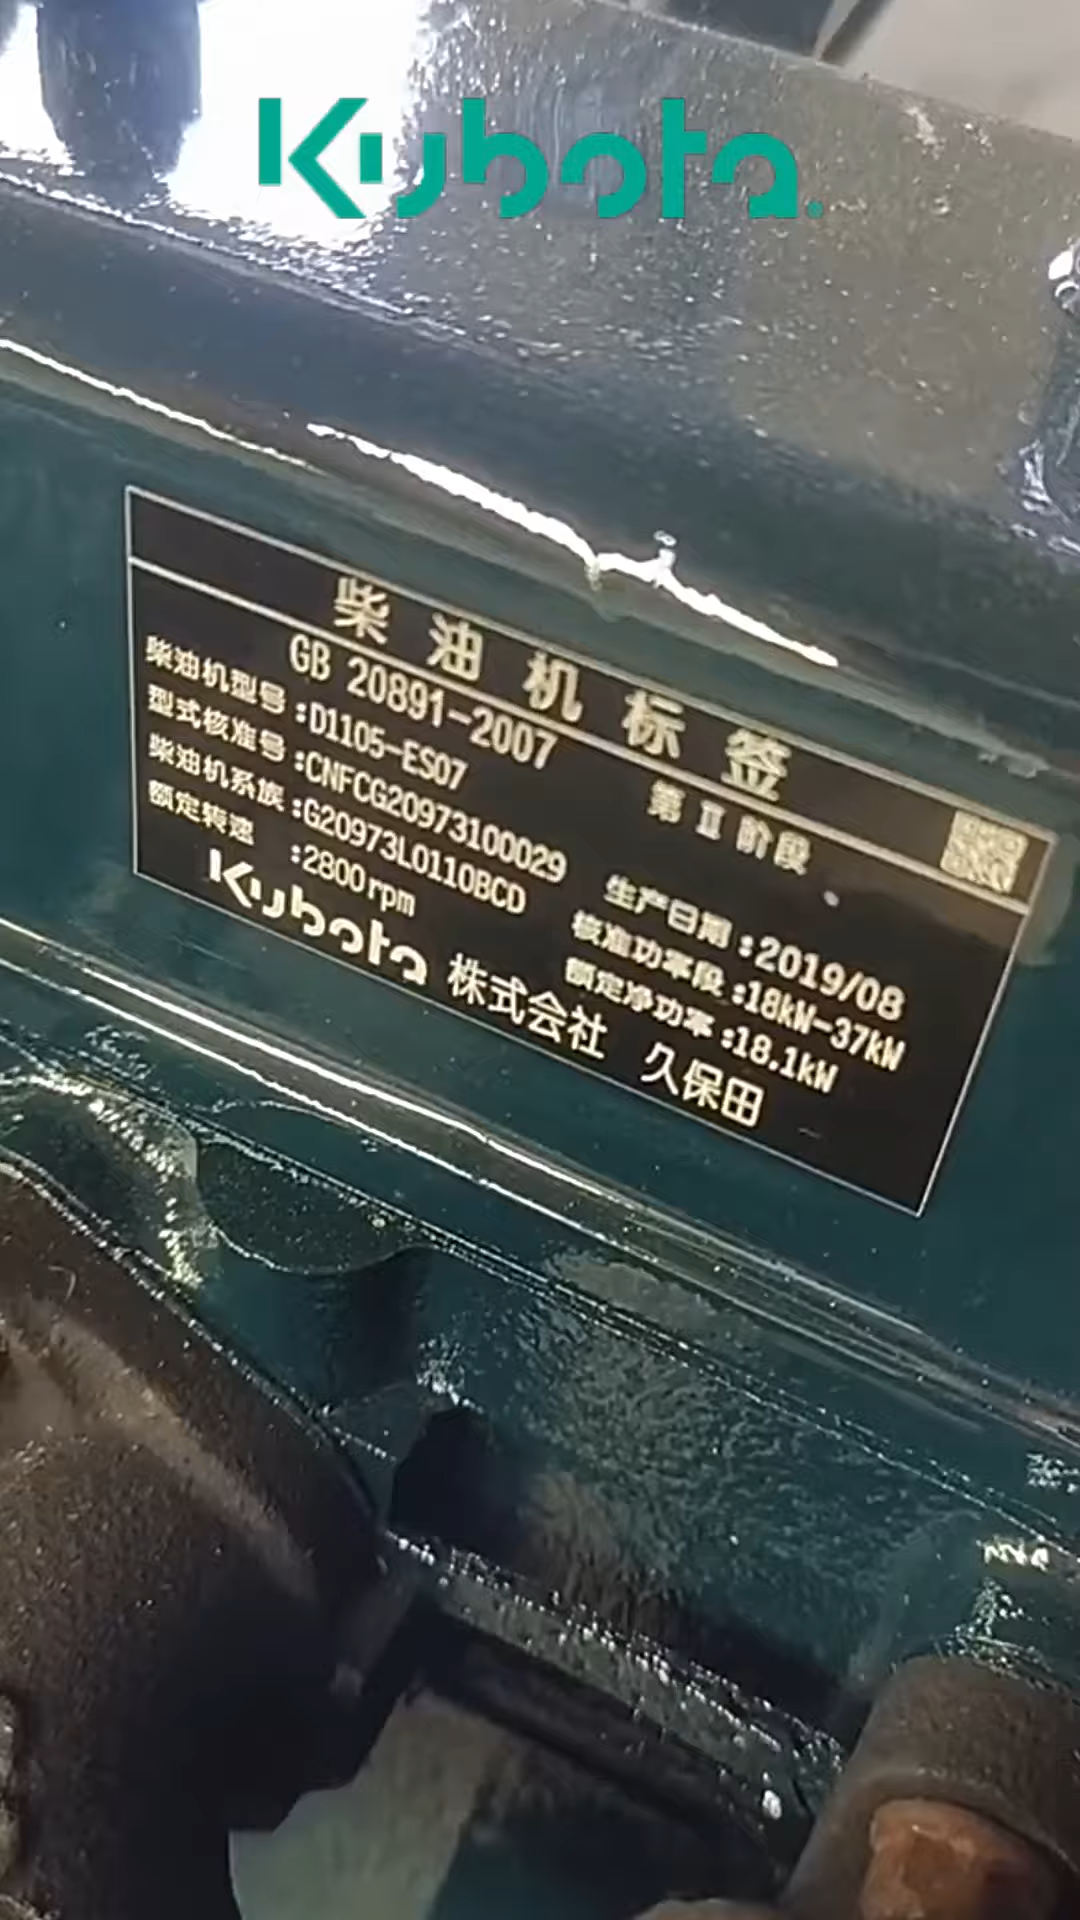 Kubota
柴油机标签
GB 20891-2007 第Ⅱ阶段
柴油机型号:D1105-ES07
型式核准号:CNFCG20973100029 生产日期:2019/08
柴油机系族:G20973L0110BCD 核准功率段:18kW-37kW
额定转速:2800rpm 额定净功率:18.1kW
Kubota 株式会社 久保田